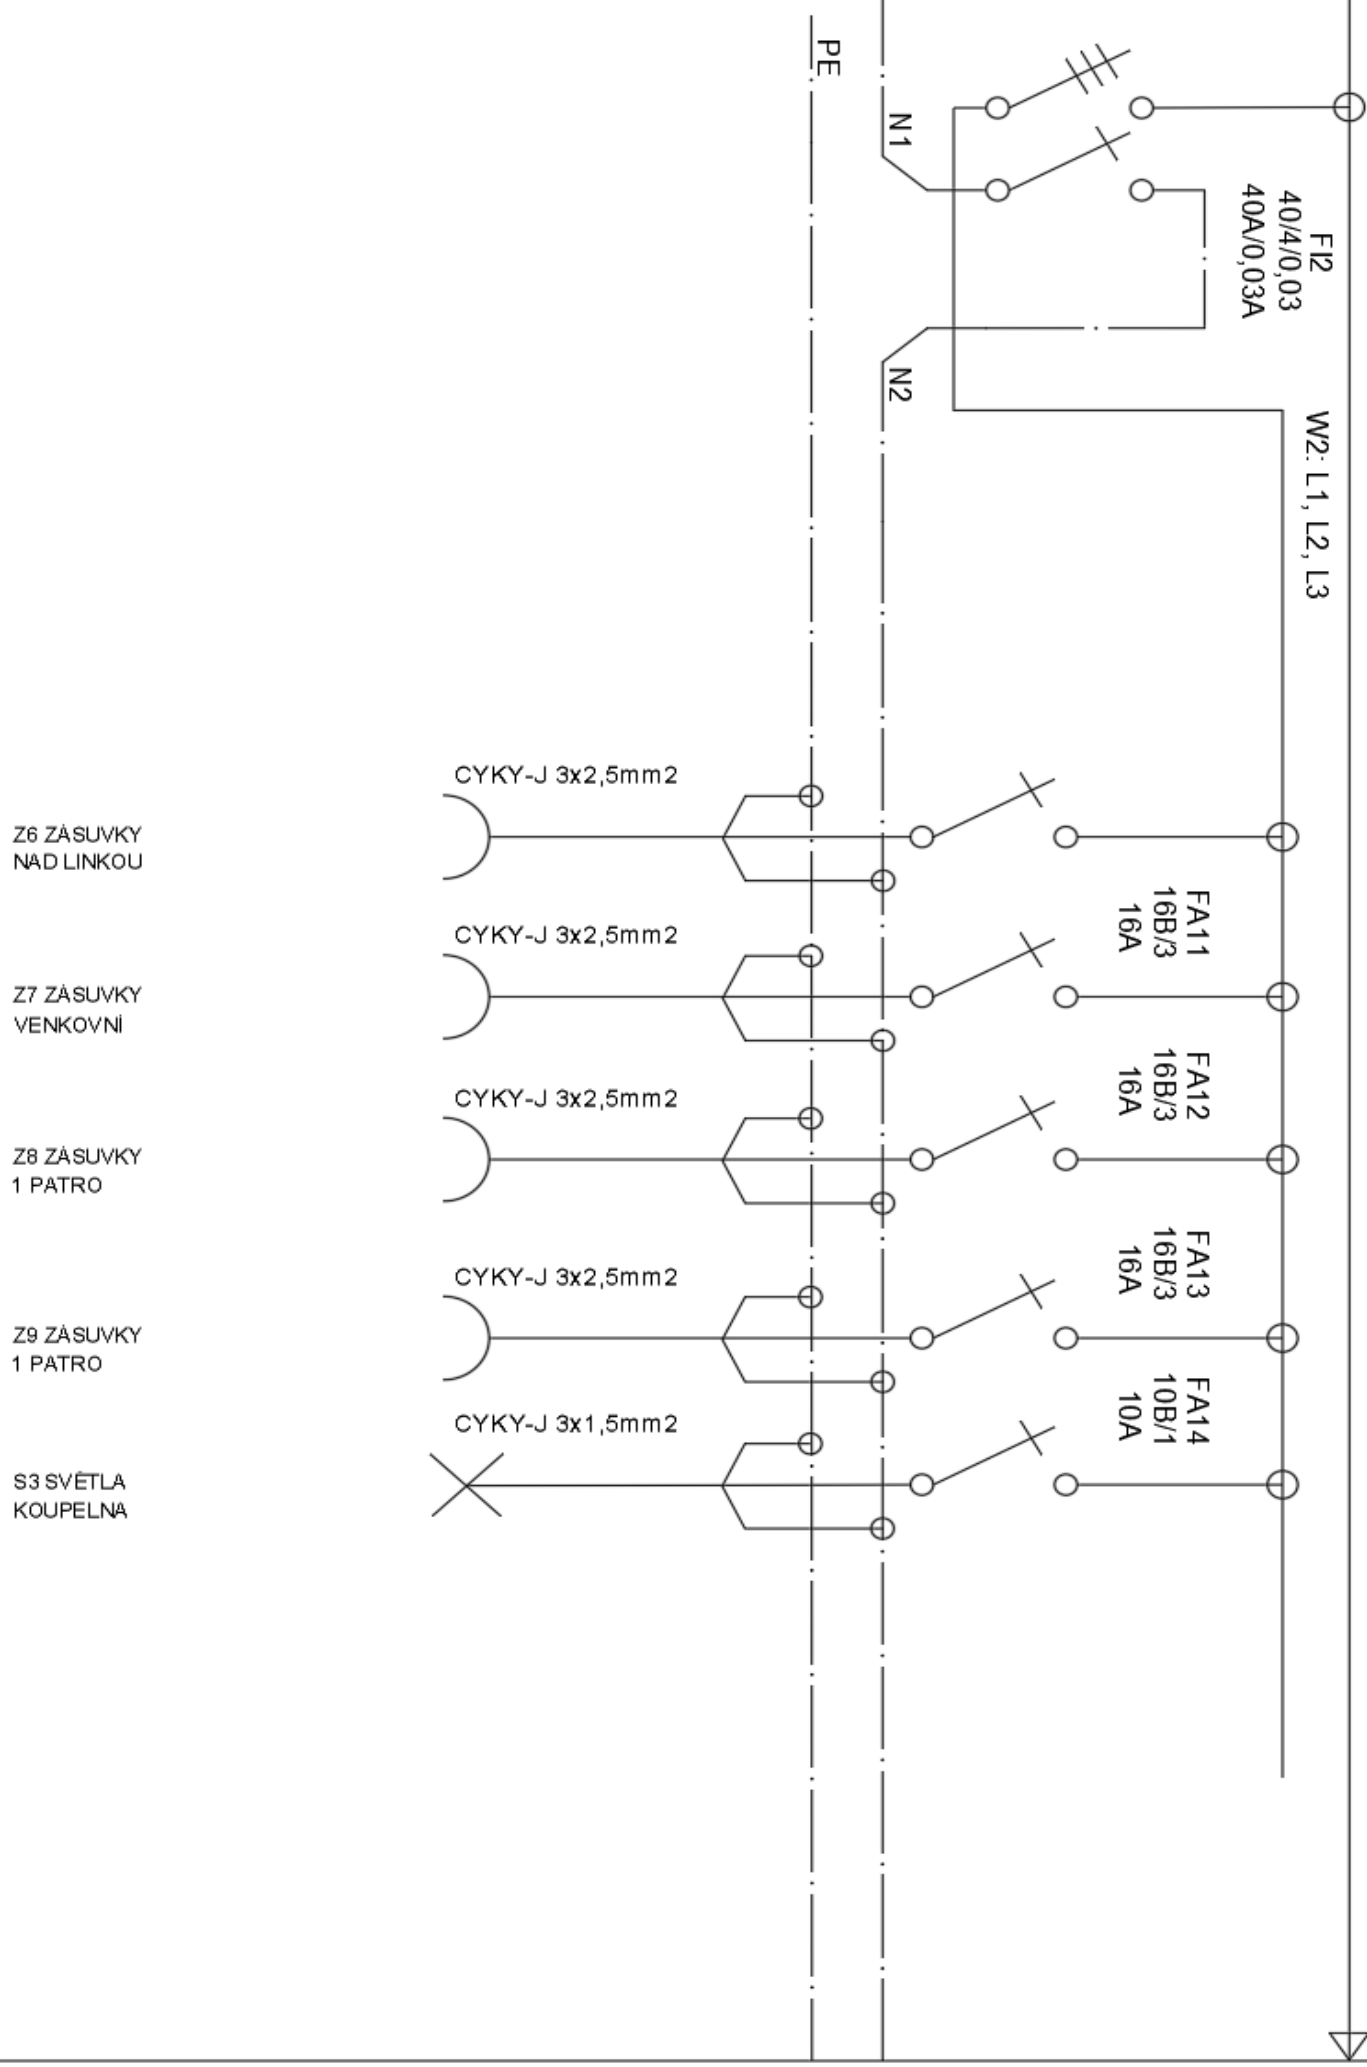 PE
N1
FI2
40/4/0,03
40A/0,03A
N2
W2: L1, L2, L3
CYKY-J 3x2,5mm2
Z6 ZÁSUVKY
NAD LINKOU
FA11
16B/3
16A
CYKY-J 3x2,5mm2
Z7 ZÁSUVKY
VENKOVNÍ
FA12
16B/3
16A
CYKY-J 3x2,5mm2
Z8 ZÁSUVKY
1 PATRO
FA13
16B/3
16A
CYKY-J 3x2,5mm2
Z9 ZÁSUVKY
1 PATRO
FA14
10B/1
10A
CYKY-J 3x1,5mm2
S3 SVĚTLA
KOUPELNA